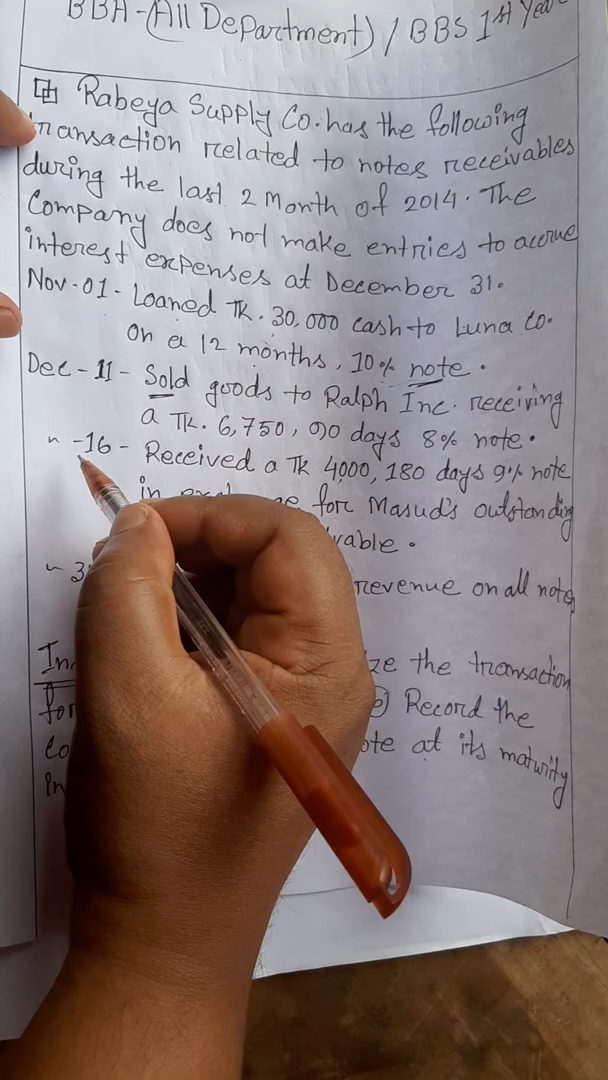 BBA-(All Department) / BBS 1st Year
Rabeya Supply Co. has the following
transaction related to notes receivables
during the last 2 month of 2014. The
Company does not make entries to accrue
interest expenses at December 31.
Nov-01- Loaned TK. 30,000 cash to Luna Co.
on a 12 months, 10% note.
Dec-11- Sold goods to Ralph Inc. receiving
a TK. 6,750, 90 days 8% note.
" -16- Received a TK 4000, 180 days 9% note
in for Masud's outstanding
" 3 revenue on all notes
the transaction
Record the
at its maturity